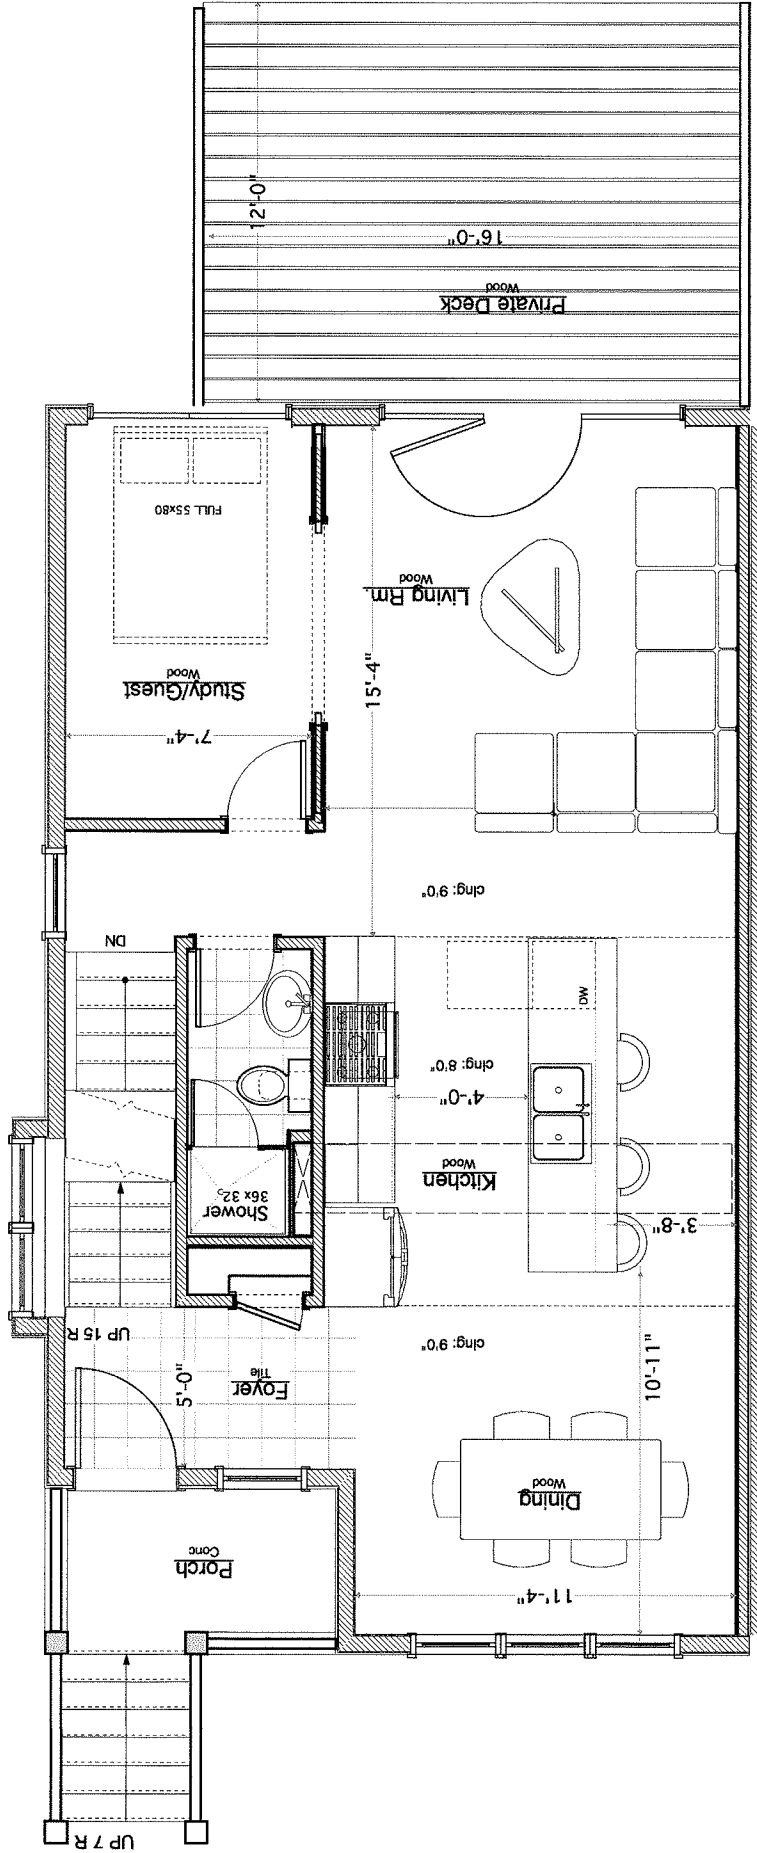 12'-0"
16'-0"
Private Deck
Wood
FULL 55x80
Living Rm.
Wood
Study/Guest
Wood
15'-4"
7'-4"
clng: 9'0"
DN
DW
clng: 8'0"
4'-0"
Kitchen
Wood
Shower
36x 32
3'-8"
UP 15 R
clng: 9'0"
Foyer
Tile
5'-0"
10'-11"
Dining
Wood
Porch
Conc
11'-4"
UP 7 R